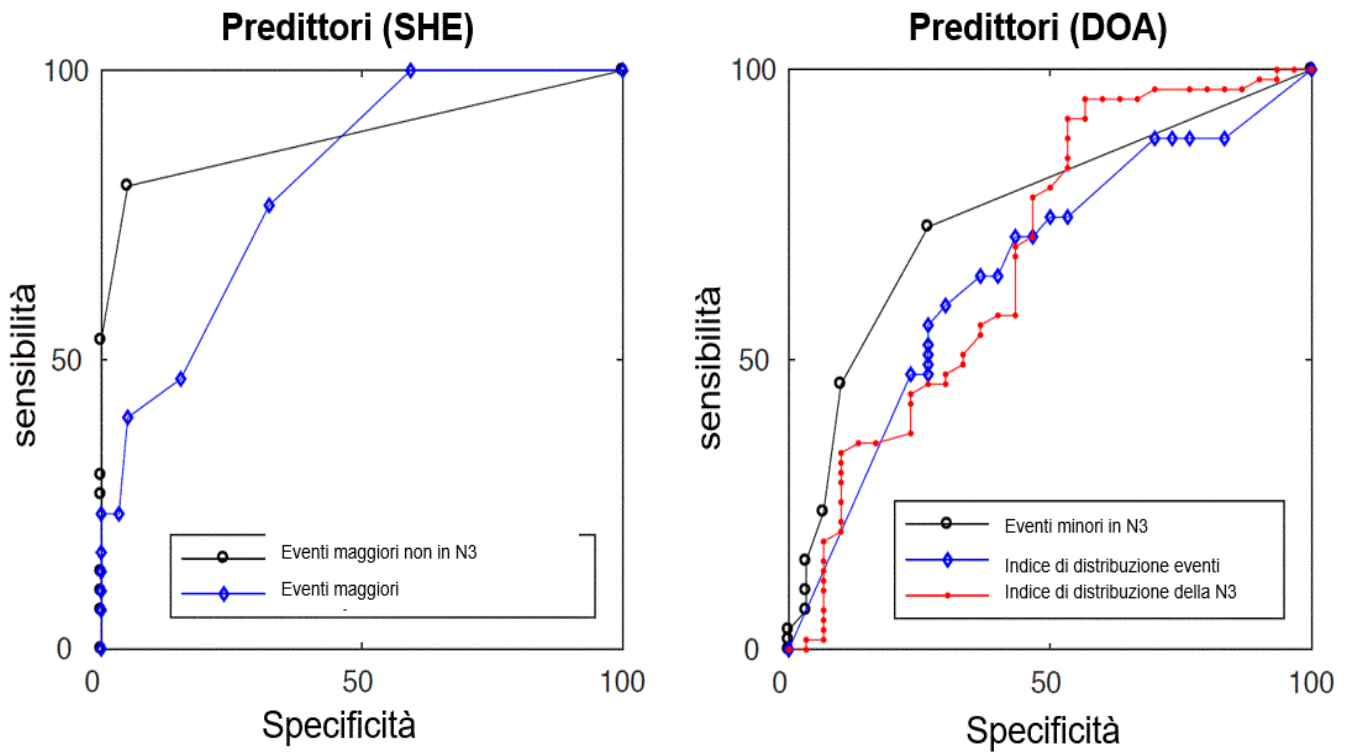 Predittori (SHE)
100
50
0
sensibilità
0
50
100
Specificità
Eventi maggiori non in N3
Eventi maggiori
Predittori (DOA)
100
50
0
sensibilità
0
50
100
Specificità
Eventi minori in N3
Indice di distribuzione eventi
Indice di distribuzione della N3